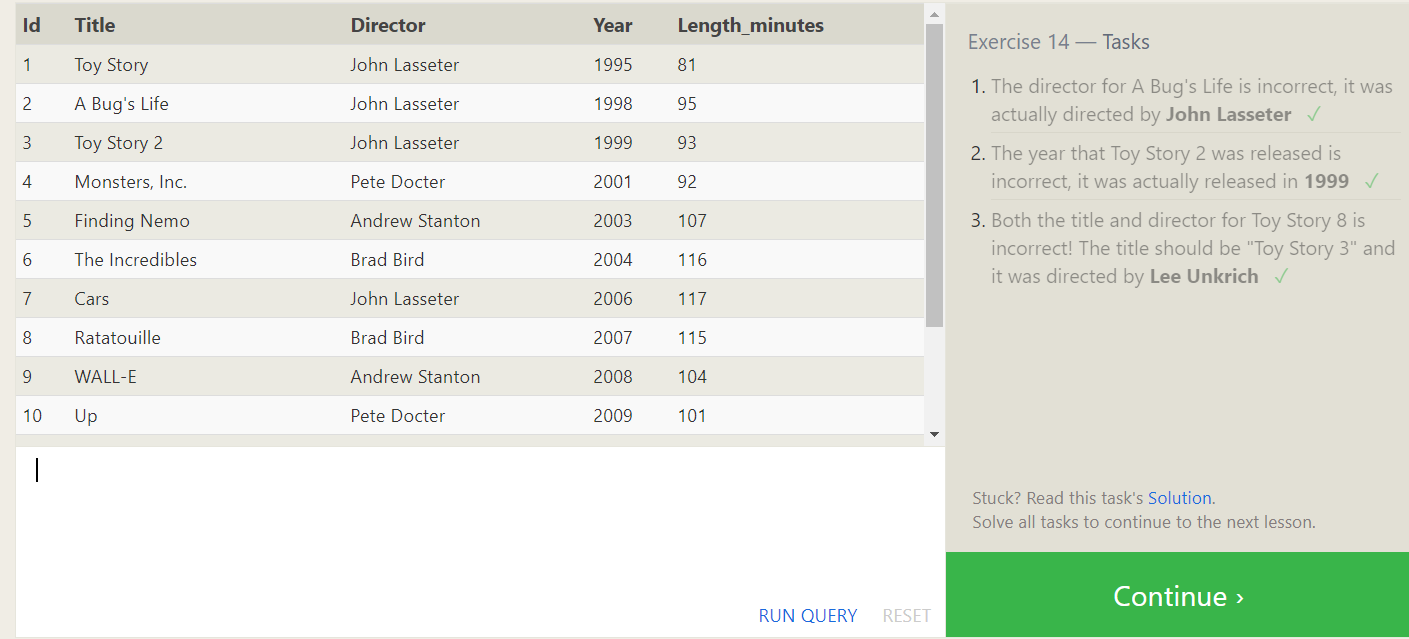 Id Title Director Year Length_minutes
1 Toy Story John Lasseter 1995 81
2 A Bug's Life John Lasseter 1998 95
3 Toy Story 2 John Lasseter 1999 93
4 Monsters, Inc. Pete Docter 2001 92
5 Finding Nemo Andrew Stanton 2003 107
6 The Incredibles Brad Bird 2004 116
7 Cars John Lasseter 2006 117
8 Ratatouille Brad Bird 2007 115
9 WALL-E Andrew Stanton 2008 104
10 Up Pete Docter 2009 101
RUN QUERY RESET
Exercise 14 — Tasks
1. The director for A Bug's Life is incorrect, it was
actually directed by John Lasseter ✓
2. The year that Toy Story 2 was released is
incorrect, it was actually released in 1999 ✓
3. Both the title and director for Toy Story 8 is
incorrect! The title should be "Toy Story 3" and
it was directed by Lee Unkrich ✓
Stuck? Read this task's Solution.
Solve all tasks to continue to the next lesson.
Continue ›